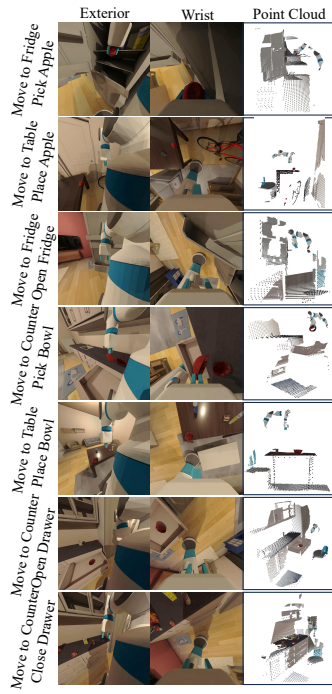 Exterior Wrist Point Cloud
Move to Fridge
Pick Apple
Move to Table
Place Apple
Move to Fridge
Open Fridge
Move to Counter
Pick Bowl
Move to Table
Place Bowl
Move to Counter
Open Drawer
Move to Counter
Close Drawer